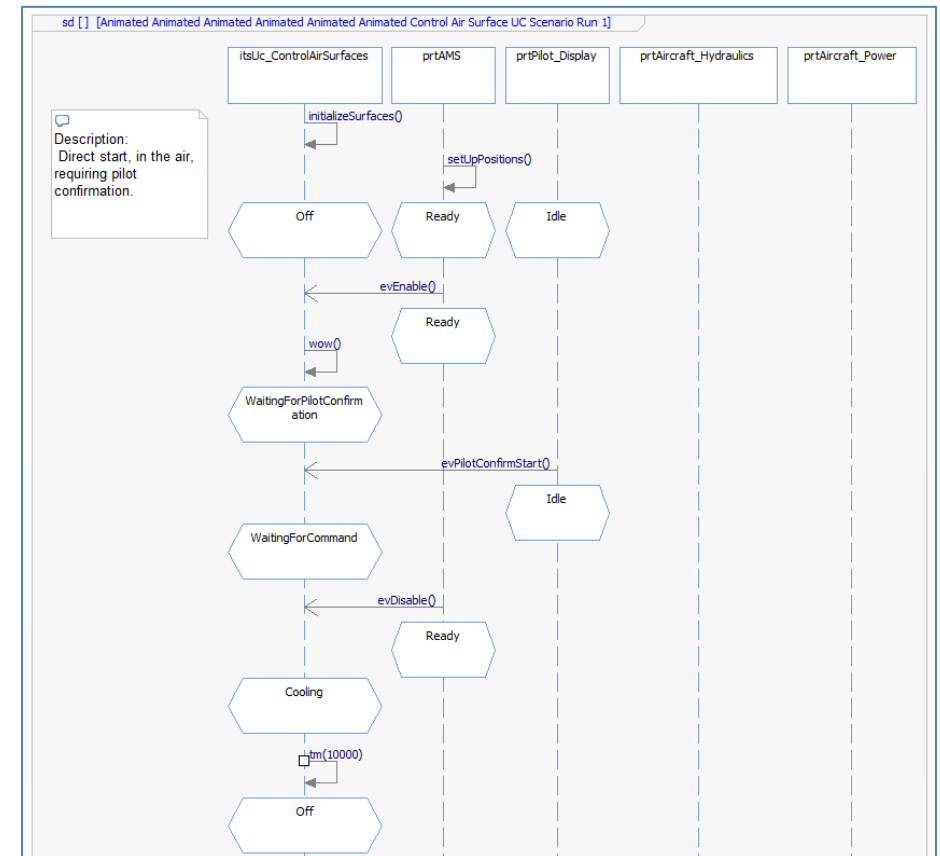 sd [ ] [Animated Animated Animated Animated Animated Animated Control Air Surface UC Scenario Run 1]
itsUc_ControlAirSurfaces
prtAMS
prtPilot_Display
prtAircraft_Hydraulics
prtAircraft_Power
Description:
Direct start, in the air,
requiring pilot
confirmation.
initializeSurfaces()
setUpPositions()
Off
Ready
Idle
evEnable()
Ready
wow()
WaitingForPilotConfirm
ation
evPilotConfirmStart()
Idle
WaitingForCommand
evDisable()
Ready
Cooling
tm(10000)
Off